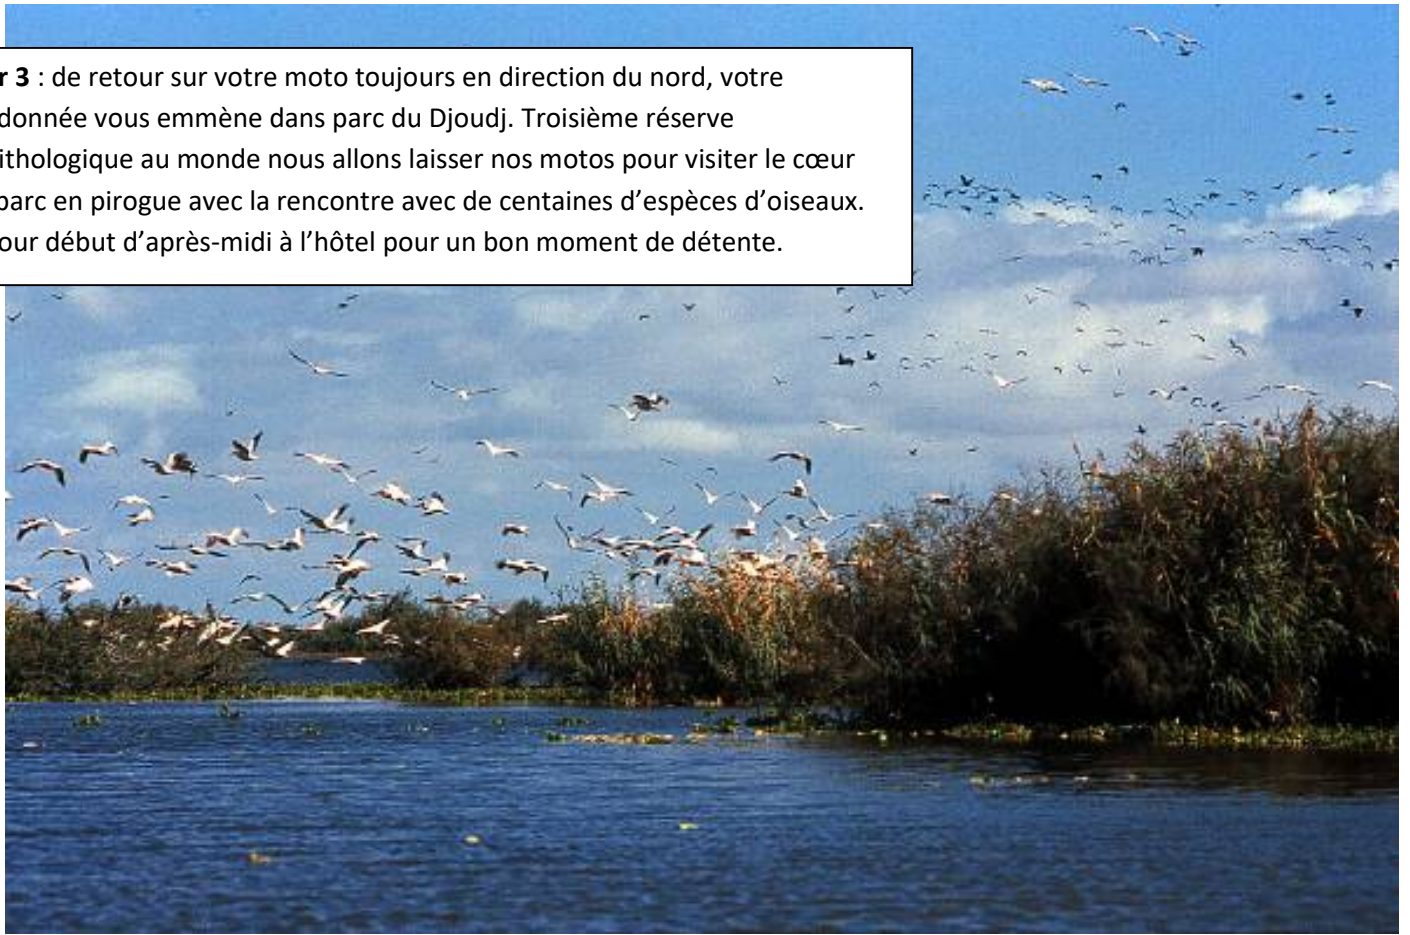 r 3 : de retour sur votre moto toujours en direction du nord, votre
donnée vous emmène dans parc du Djoudj. Troisième réserve
ithologique au monde nous allons laisser nos motos pour visiter le cœur
parc en pirogue avec la rencontre avec de centaines d’espèces d’oiseaux.
our début d’après-midi à l’hôtel pour un bon moment de détente.